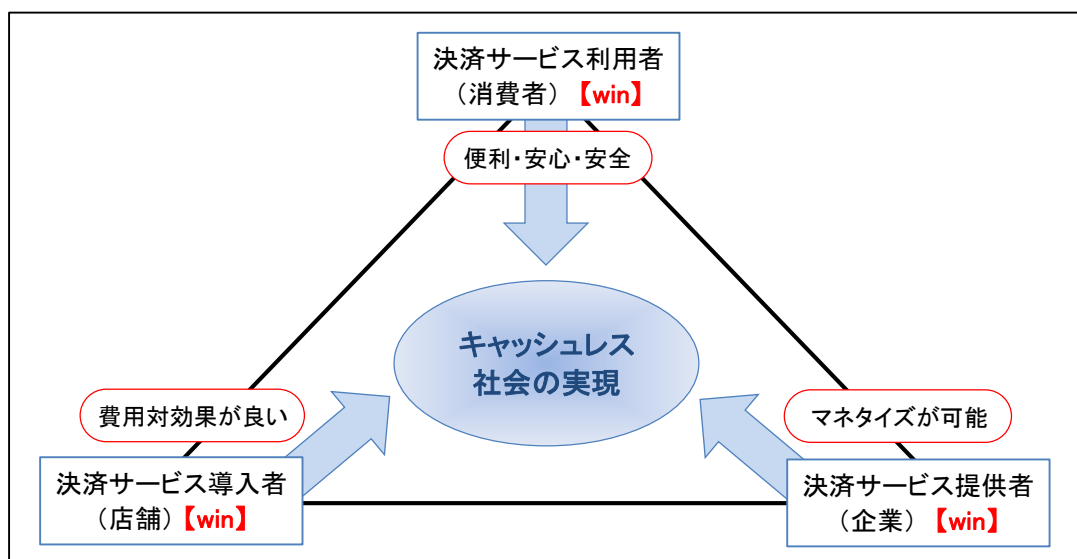 決済サービス利用者
（消費者）【win】
便利・安心・安全
キャッシュレス
社会の実現
費用対効果が良い
マネタイズが可能
決済サービス導入者
（店舗）【win】
決済サービス提供者
（企業）【win】